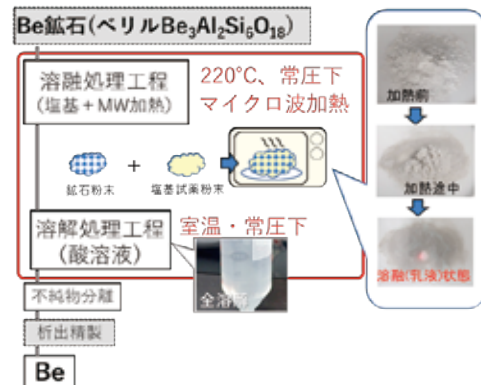 Be鉱石(ベリルBe3Al2Si6O18)
溶融処理工程
(塩基＋MW加熱)
220℃、常圧下
マイクロ波加熱
鉱石粉末
+
塩基試薬粉末
溶解処理工程
(酸溶液)
室温・常圧下
全溶解
不純物分離
析出精製
Be
加熱前
加熱途中
溶融(乳液)状態